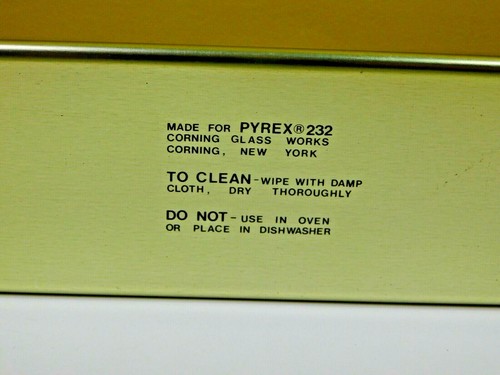 MADE FOR PYREX® 232
CORNING GLASS WORKS
CORNING, NEW YORK
TO CLEAN - WIPE WITH DAMP
CLOTH, DRY THOROUGHLY
DO NOT - USE IN OVEN
OR PLACE IN DISHWASHER